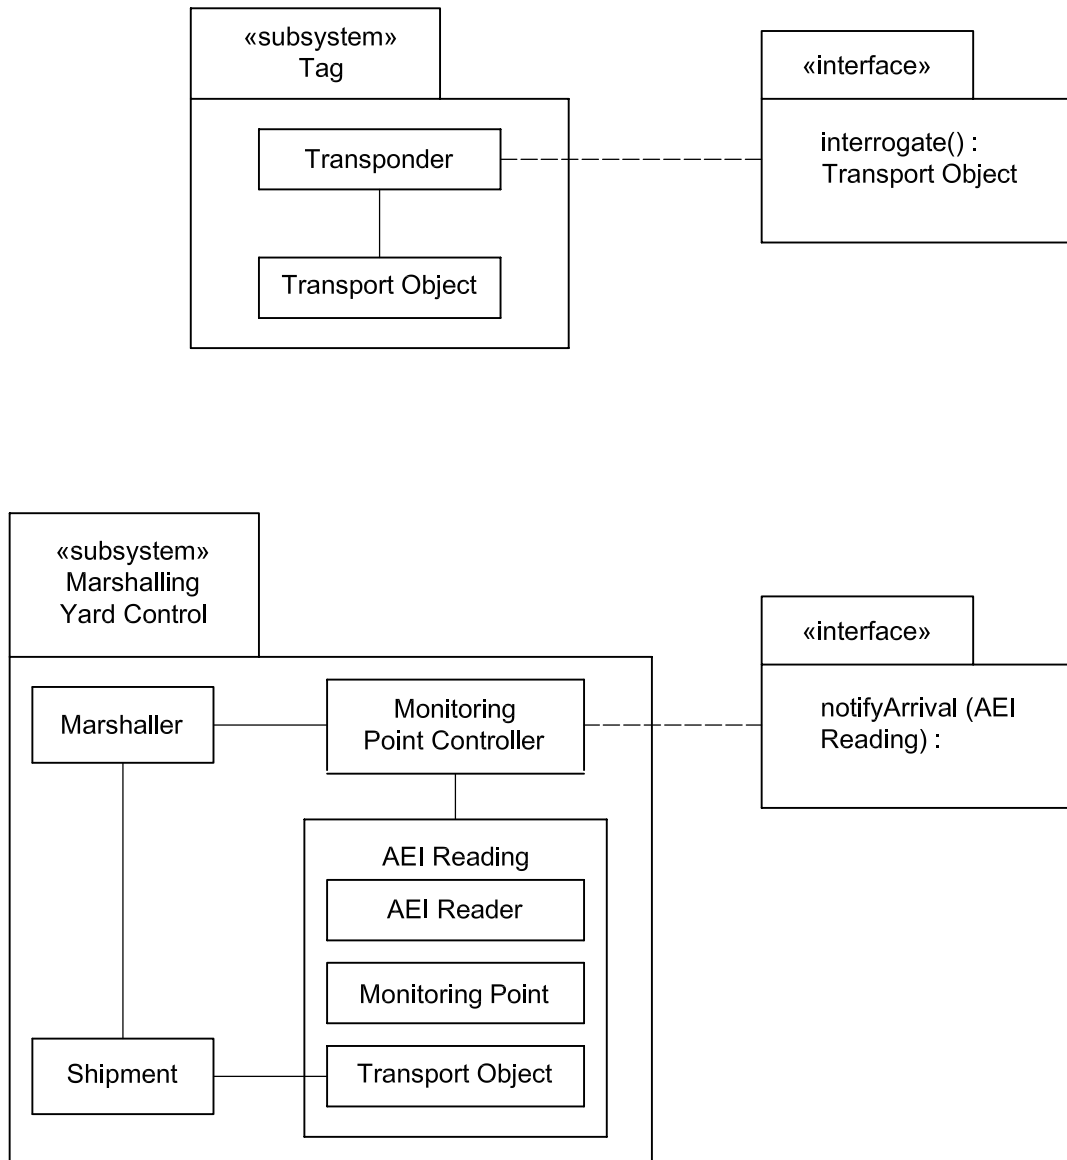 «subsystem»
Tag
«interface»
Transponder
interrogate() :
Transport Object
Transport Object
«subsystem»
Marshalling
Yard Control
«interface»
Marshaller
Monitoring
Point Controller
notifyArrival (AEI
Reading) :
AEI Reading
AEI Reader
Monitoring Point
Shipment
Transport Object